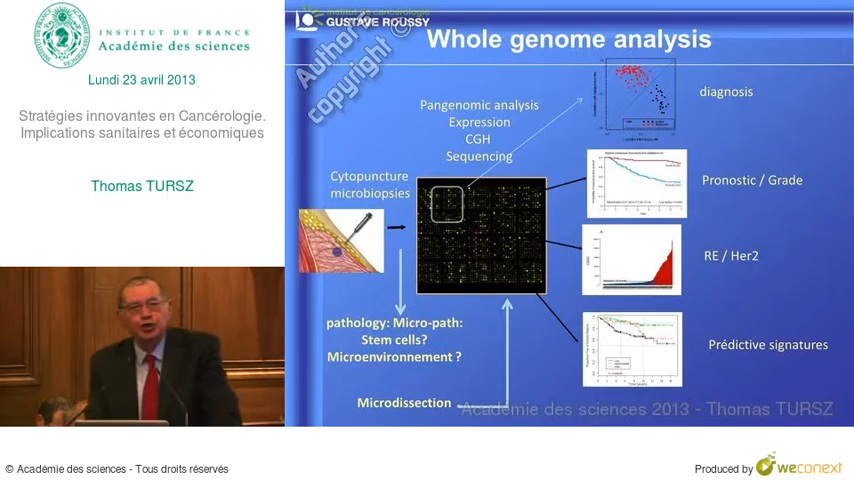 INSTITUT DE FRANCE
Académie des sciences
Lundi 23 avril 2013
Stratégies innovantes en Cancérologie.
Implications sanitaires et économiques
Thomas TURSZ
institut de cancérologie
GUSTAVE ROUSSY
Author
copyright ©
Whole genome analysis
Pangenomic analysis
Expression
CGH
Sequencing
Cytopuncture
microbiopsies
diagnosis
Pronostic / Grade
RE / Her2
Prédictive signatures
pathology: Micro-path:
Stem cells?
Microenvironnement ?
Microdissection
Académie des sciences 2013 - Thomas TURSZ
© Académie des sciences - Tous droits réservés
Produced by weconext